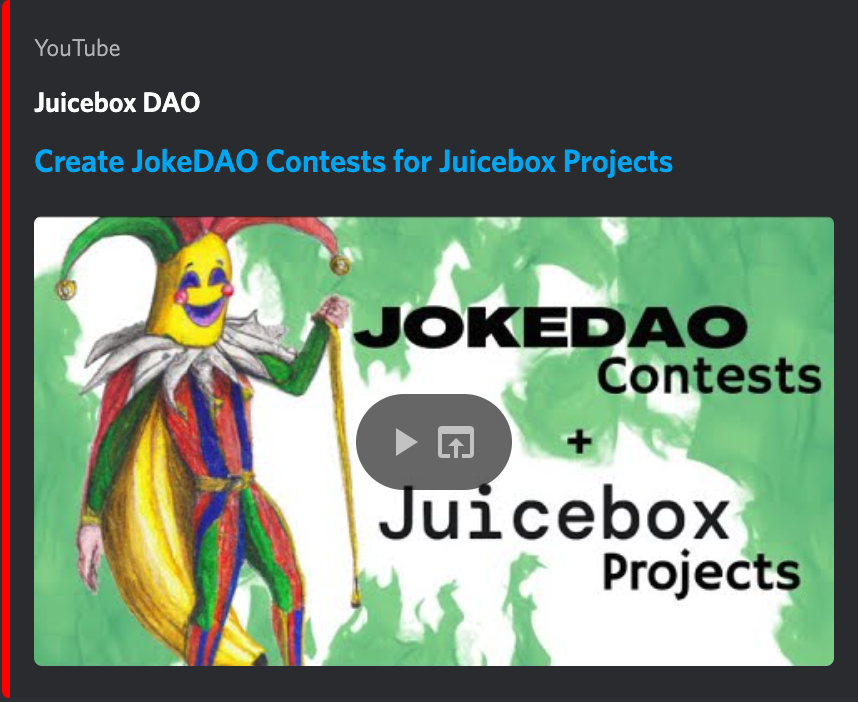 YouTube
Juicebox DAO
Create JokeDAO Contests for Juicebox Projects
JOKEDAO
Contests
+
Juicebox
Projects